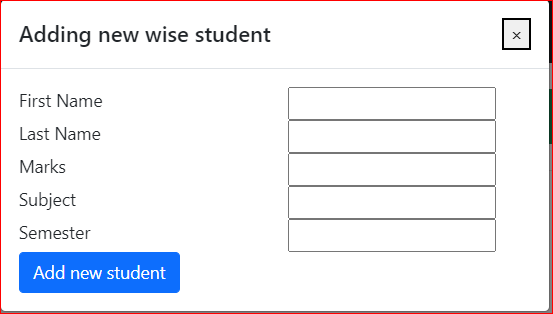 Adding new wise student ×
First Name
Last Name
Marks
Subject
Semester
Add new student